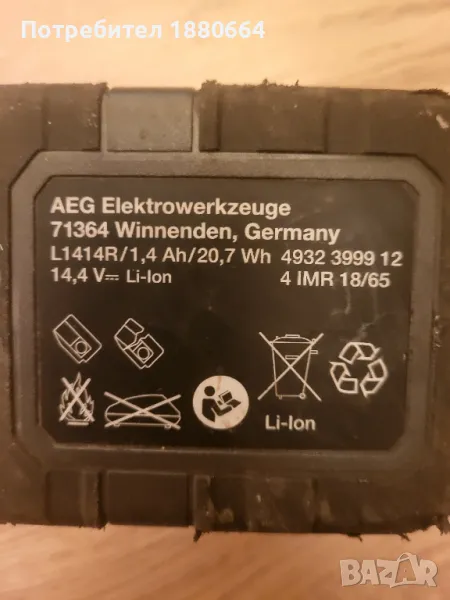 Потребител 1880664
AEG Elektrowerkzeuge
71364 Winnenden, Germany
L1414R/1,4 Ah/20,7 Wh 4932 3999 12
14,4 V⎓ Li-Ion 4 IMR 18/65
Li-Ion
BAZAR